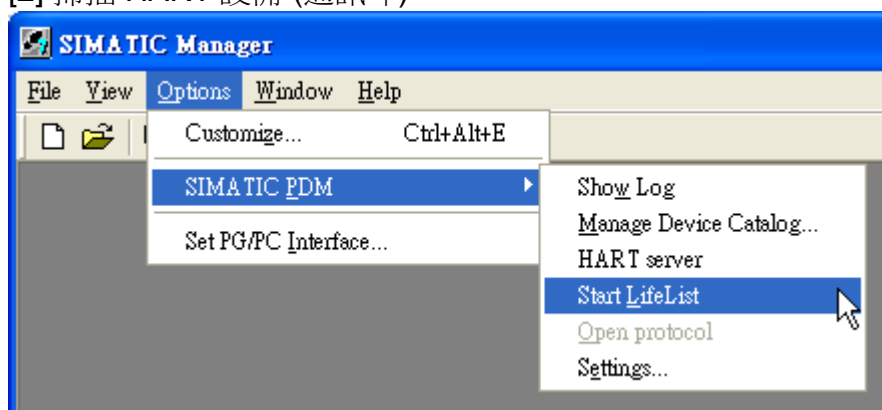 SIMATIC Manager
File View Options Window Help
Customize... Ctrl+Alt+E
SIMATIC PDM
Set PG/PC Interface...
Show Log
Manage Device Catalog...
HART server
Start LifeList
Open protocol
Settings...